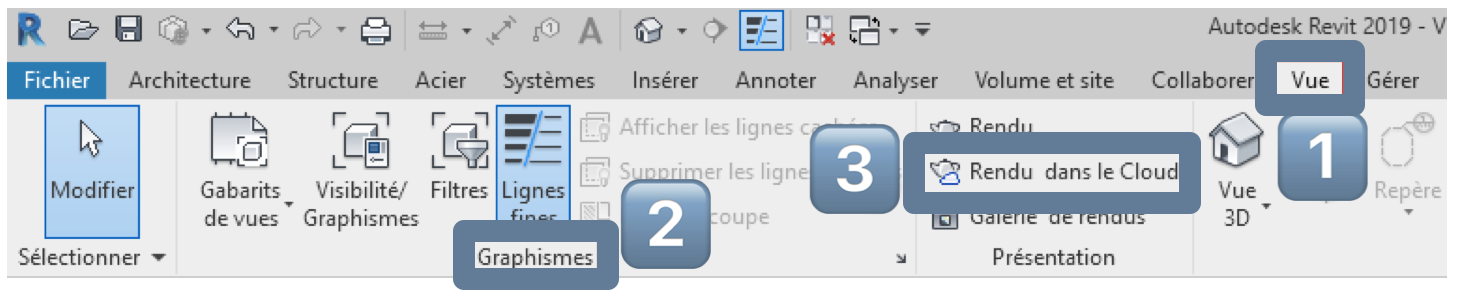 Autodesk Revit 2019 - V
Fichier Architecture Structure Acier Systèmes Insérer Annoter Analyser Volume et site Collaborer Vue Gérer
1
Modifier
Gabarits de vues
Visibilité/ Graphismes
Filtres
Lignes fines
Afficher les lignes
Supprimer les lignes
coupe
2
3
Rendu
Rendu dans le Cloud
Galerie de rendus
Vue 3D
Repère
Sélectionner
Graphismes
Présentation